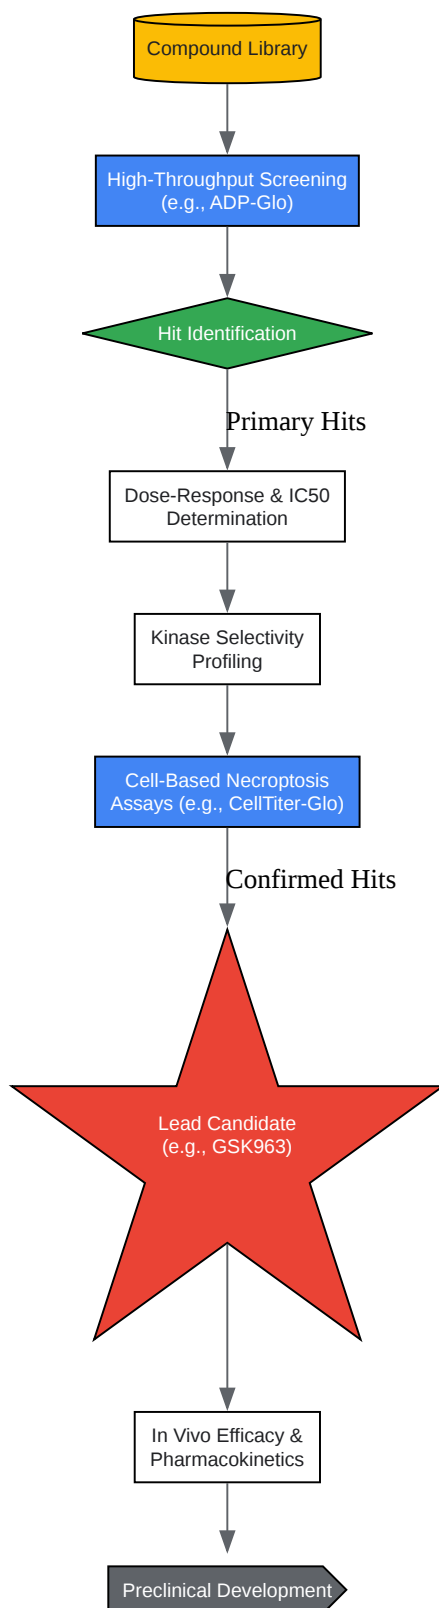 Compound Library
High-Throughput Screening
(e.g., ADP-Glo)
Hit Identification
Primary Hits
Dose-Response & IC50
Determination
Kinase Selectivity
Profiling
Cell-Based Necroptosis
Assays (e.g., CellTiter-Glo)
Confirmed Hits
Lead Candidate
(e.g., GSK963)
In Vivo Efficacy &
Pharmacokinetics
Preclinical Development